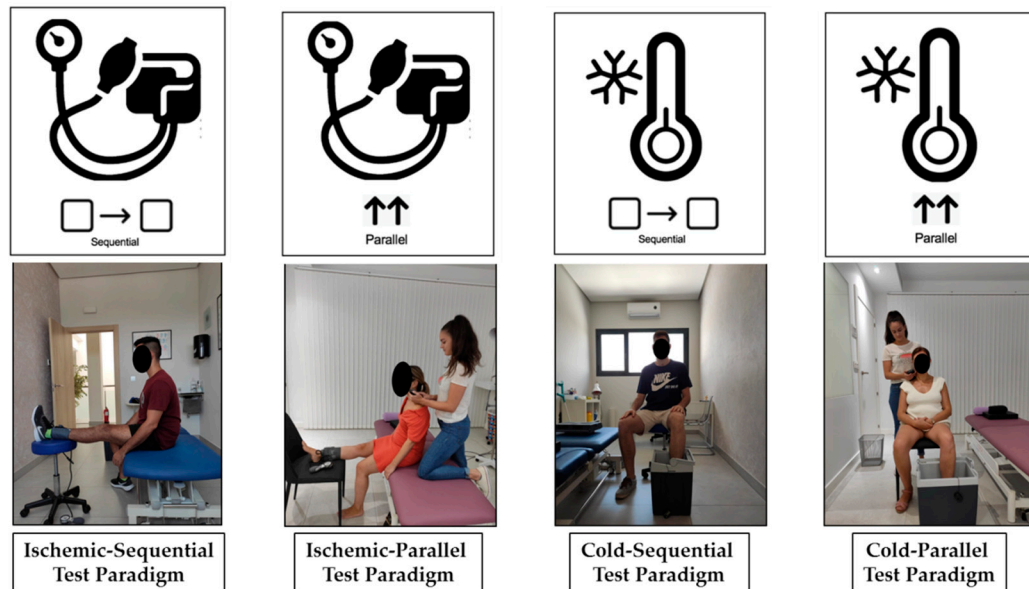 Sequential
Parallel
Sequential
Parallel
NIKE
Ischemic-Sequential
Test Paradigm
Ischemic-Parallel
Test Paradigm
Cold-Sequential
Test Paradigm
Cold-Parallel
Test Paradigm